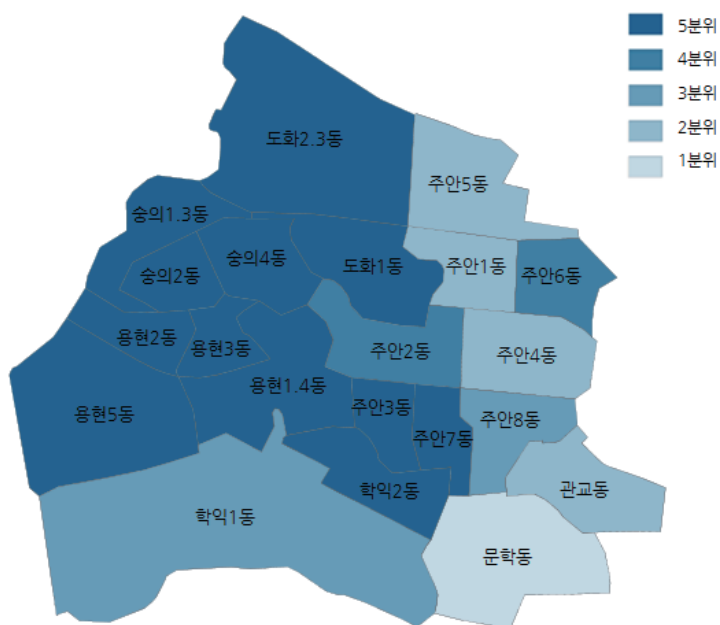 5분위
4분위
3분위
2분위
1분위
도화2.3동
주안5동
숭의1.3동
숭의4동
도화1동
주안1동
숭의2동
주안6동
용현2동
용현3동
주안2동
주안4동
용현1.4동
용현5동
주안3동
주안8동
주안7동
학익2동
관교동
학익1동
문학동